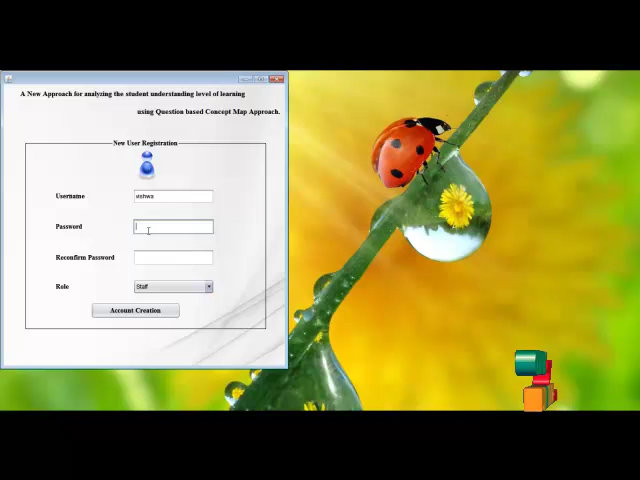 A New Approach for analyzing the student understanding level of learning
using Question based Concept Map Approach.
New User Registration
Username
vishwa
Password
Reconfirm Password
Role
Staff
Account Creation